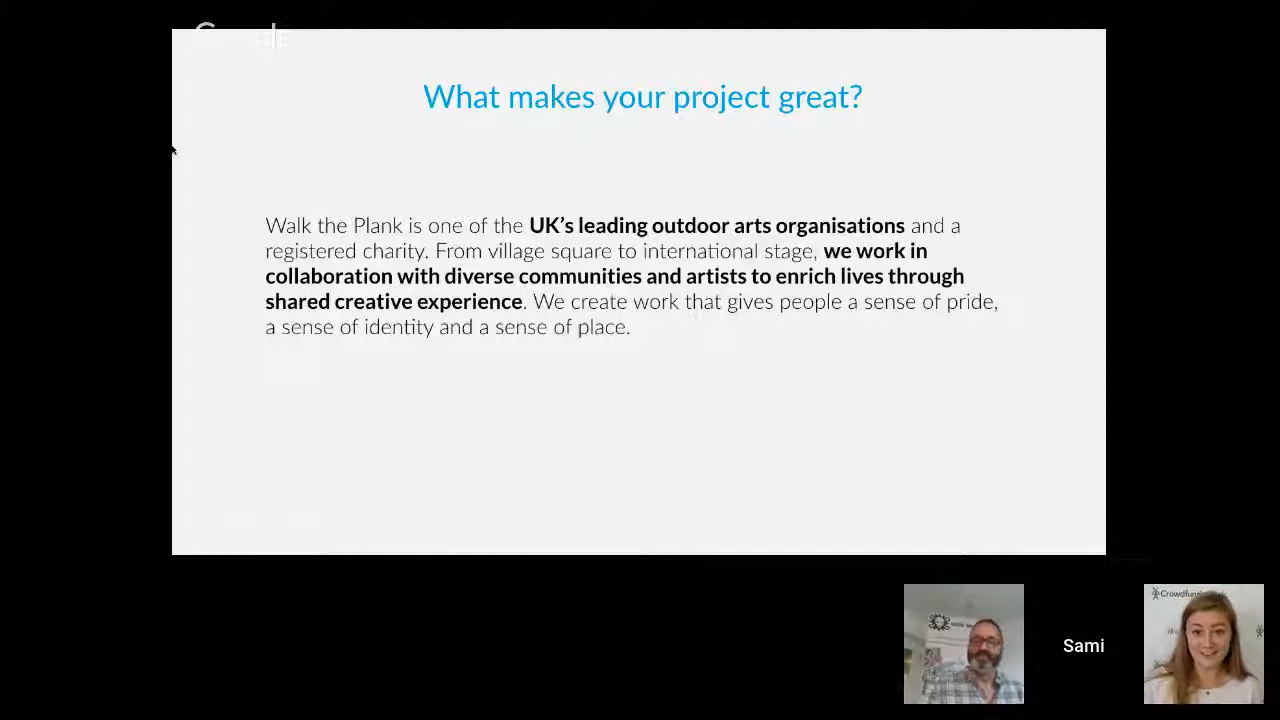 Google
What makes your project great?
Walk the Plank is one of the UK's leading outdoor arts organisations and a
registered charity. From village square to international stage, we work in
collaboration with diverse communities and artists to enrich lives through
shared creative experience. We create work that gives people a sense of pride,
a sense of identity and a sense of place.
Sami